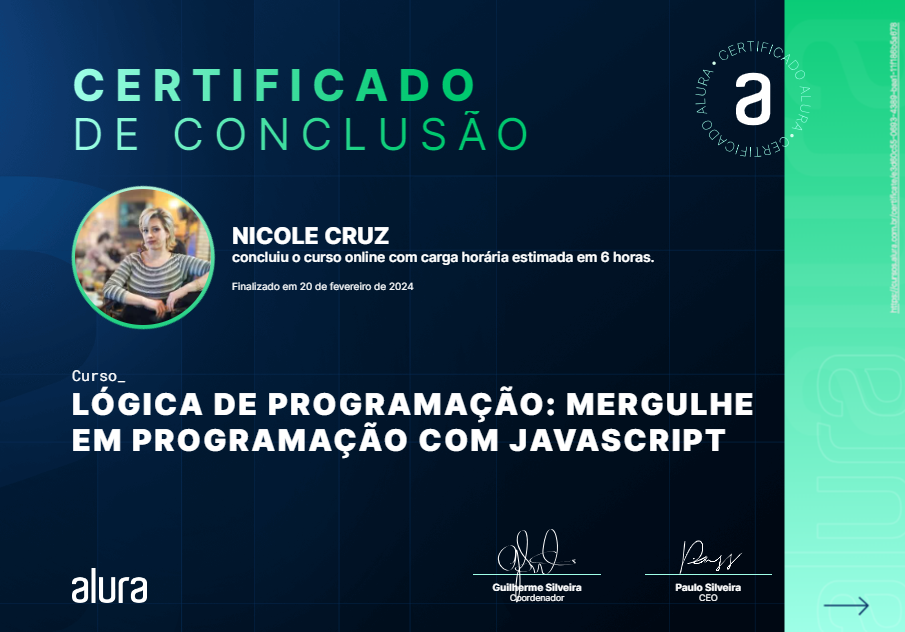 CERTIFICADO
DE CONCLUSÃO
CERTIFICADO ALURA • CERTIFICADO ALURA •
a
NICOLE CRUZ
concluiu o curso online com carga horária estimada em 6 horas.
Finalizado em 20 de fevereiro de 2024
Curso_
LÓGICA DE PROGRAMAÇÃO: MERGULHE
EM PROGRAMAÇÃO COM JAVASCRIPT
alura
Guilherme Silveira
Coordenador
Paulo Silveira
CEO
alura